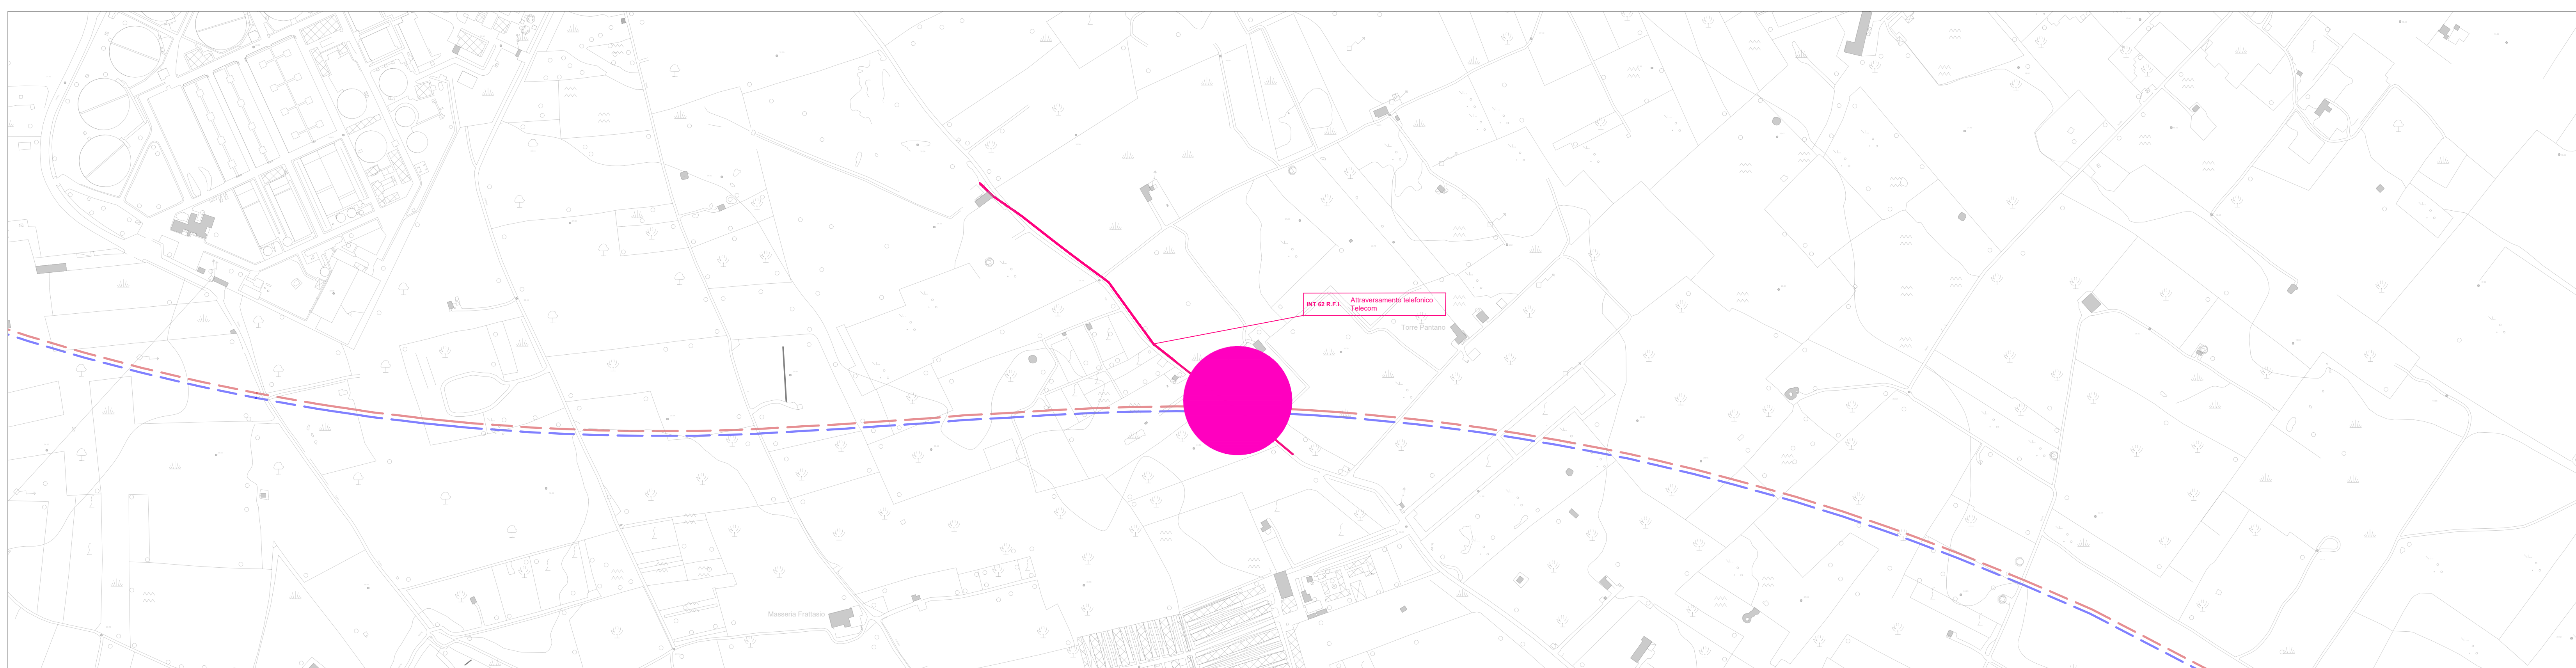 INT 62 R.F.I.
Attraversamento telefonico
Telecom
Torre Pantano
Masseria Frattasio